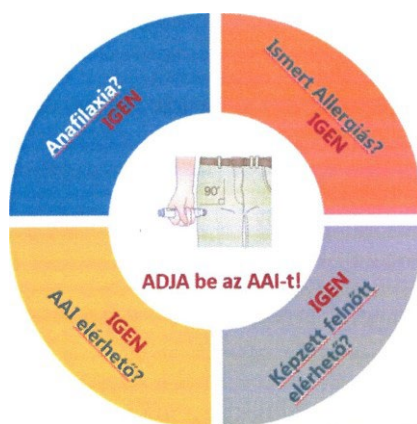 Anafilaxia?
IGEN
Ismert Allergiás?
IGEN
90°
ADJA be az AAI-t!
IGEN
AAI elérhető?
IGEN
Képzett felnőtt
elérhető?